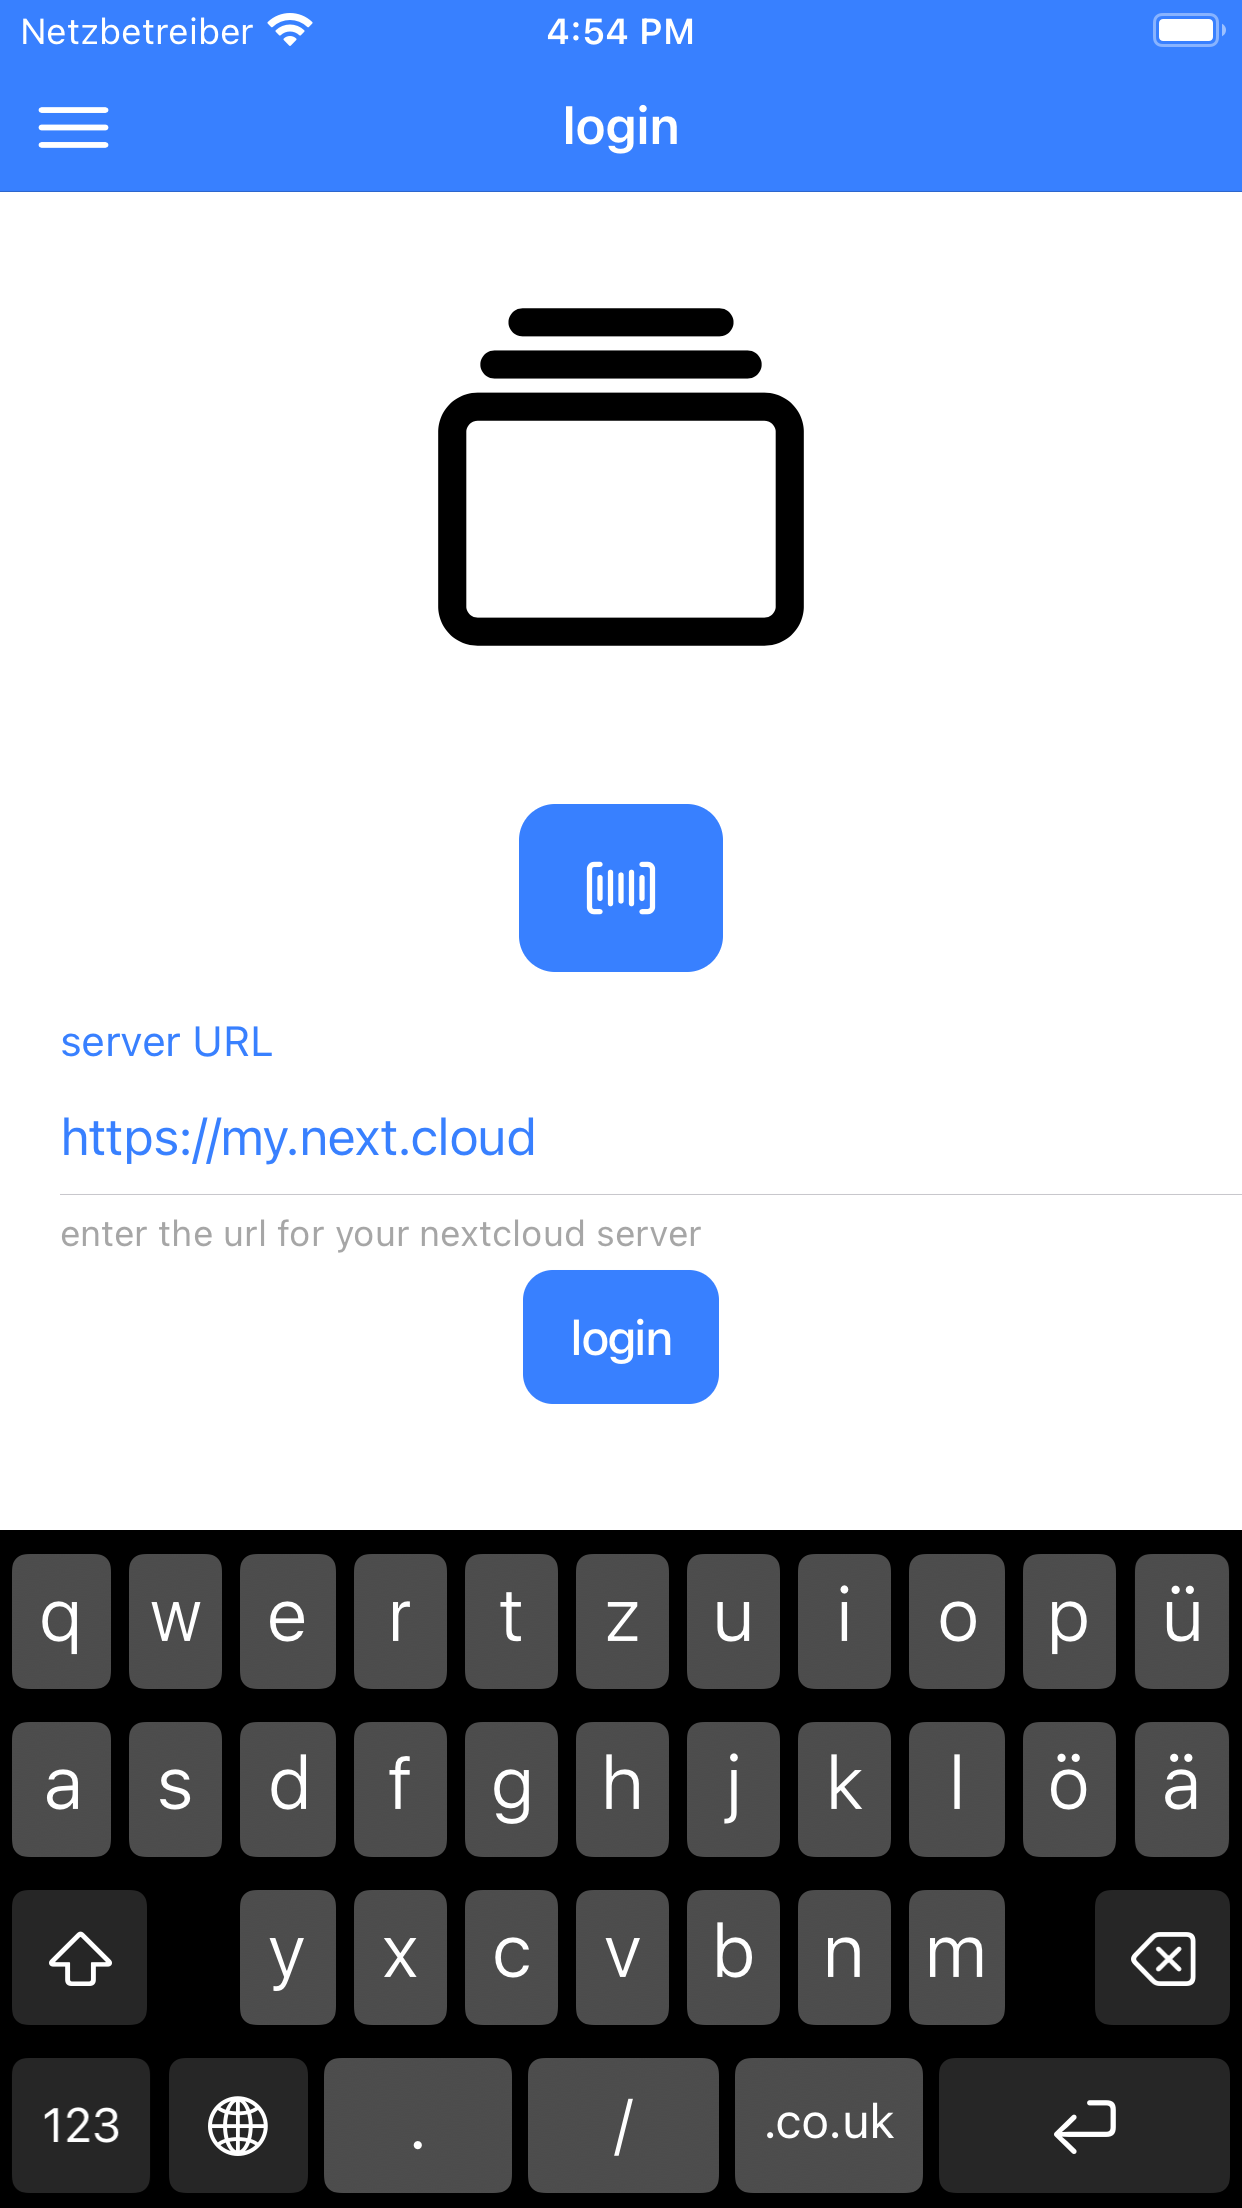 Netzbetreiber 4:54 PM
login
server URL
https://my.next.cloud
enter the url for your nextcloud server
login
q w e r t z u i o p ü
a s d f g h j k l ö ä
y x c v b n m
123 . / .co.uk